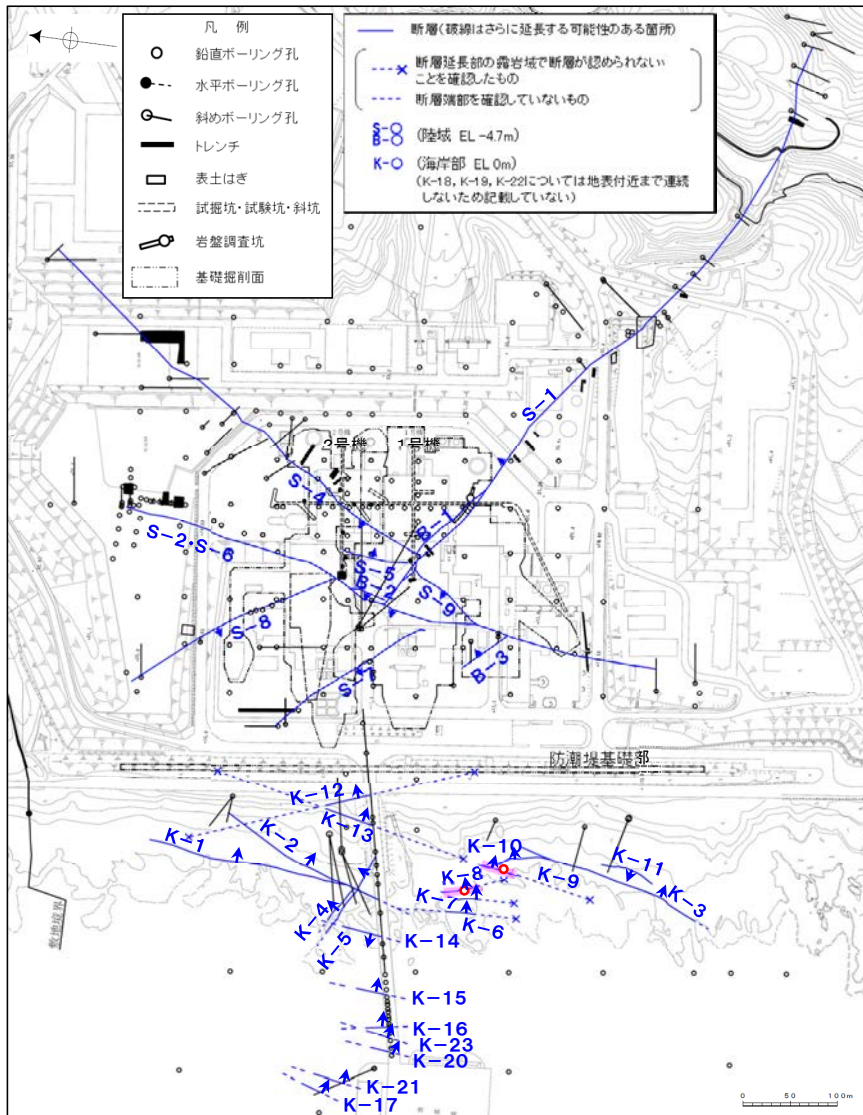 凡 例
鉛直ボーリング孔
水平ボーリング孔
斜めボーリング孔
トレンチ
表土はぎ
試掘坑・試験坑・斜坑
岩盤調査坑
基礎掘削面
断層(破線はさらに延長する可能性のある箇所)
断層延長部の露岩域で断層が認められない
ことを確認したもの
断層端部を確認していないもの
S-○
B-○
(陸域 EL -4.7m)
K-○
(海岸部 EL 0m)
(K-18, K-19, K-22については地表付近まで連続
しないため記載していない)
S-1
2号機
1号機
S-4
B-1
S-2・S-6
S-5
B-2
S-9
S-8
B-3
S-7
防潮堤基礎部
K-12
K-13
K-2
K-1
K-10
K-11
K-8
K-9
K-7
K-3
K-4
K-6
K-5
K-14
敷地境界
K-15
K-16
K-23
K-20
K-21
K-17
0 50 100m